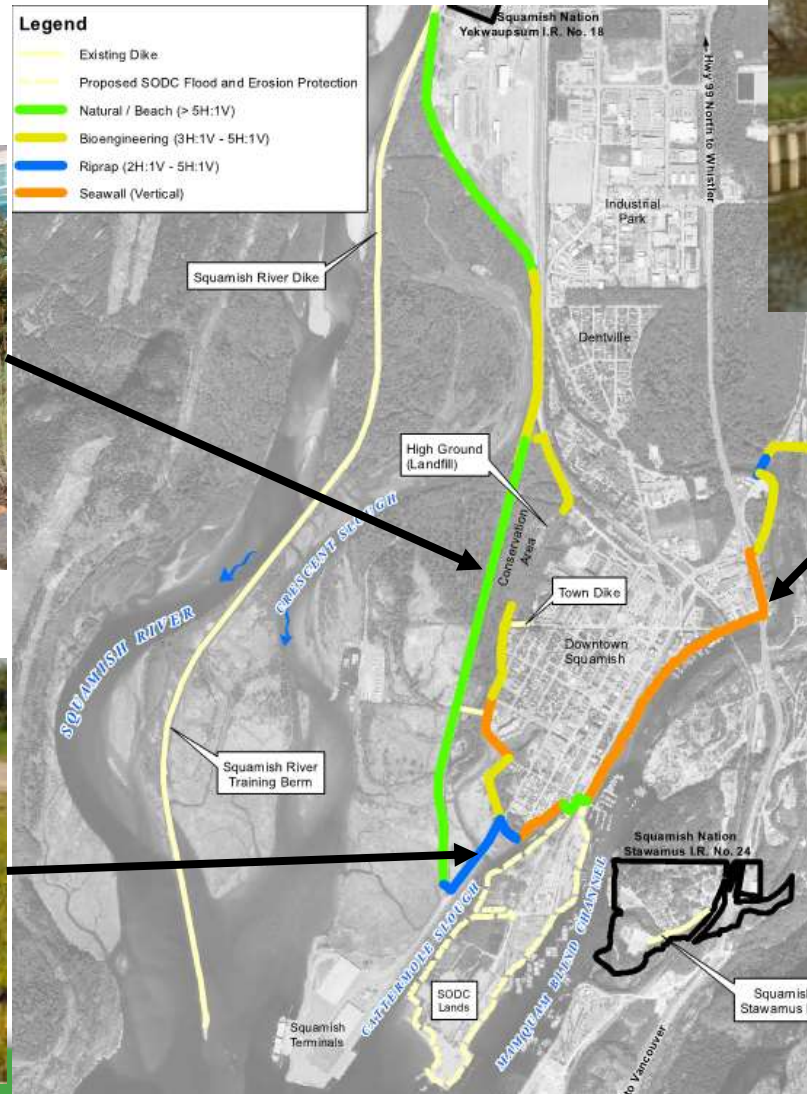 Legend
Existing Dike
Proposed SODC Flood and Erosion Protection
Natural / Beach (> 5H:1V)
Bioengineering (3H:1V - 5H:1V)
Riprap (2H:1V - 5H:1V)
Seawall (Vertical)
Squamish Nation
Yekwaupsum I.R. No. 18
Hwy 99 North to Whistler
Industrial
Park
Squamish River Dike
Dentville
High Ground
(Landfill)
CRESCENT SLOUGH
Conservation
Area
Town Dike
Downtown
Squamish
SQUAMISH RIVER
Squamish River
Training Berm
Squamish Nation
Stawamus I.R. No. 24
CATTERMOLE SLOUGH
MAMQUAM BLIND CHANNEL
SODC
Lands
Squamish
Terminals
Stawamus
to Vancouver